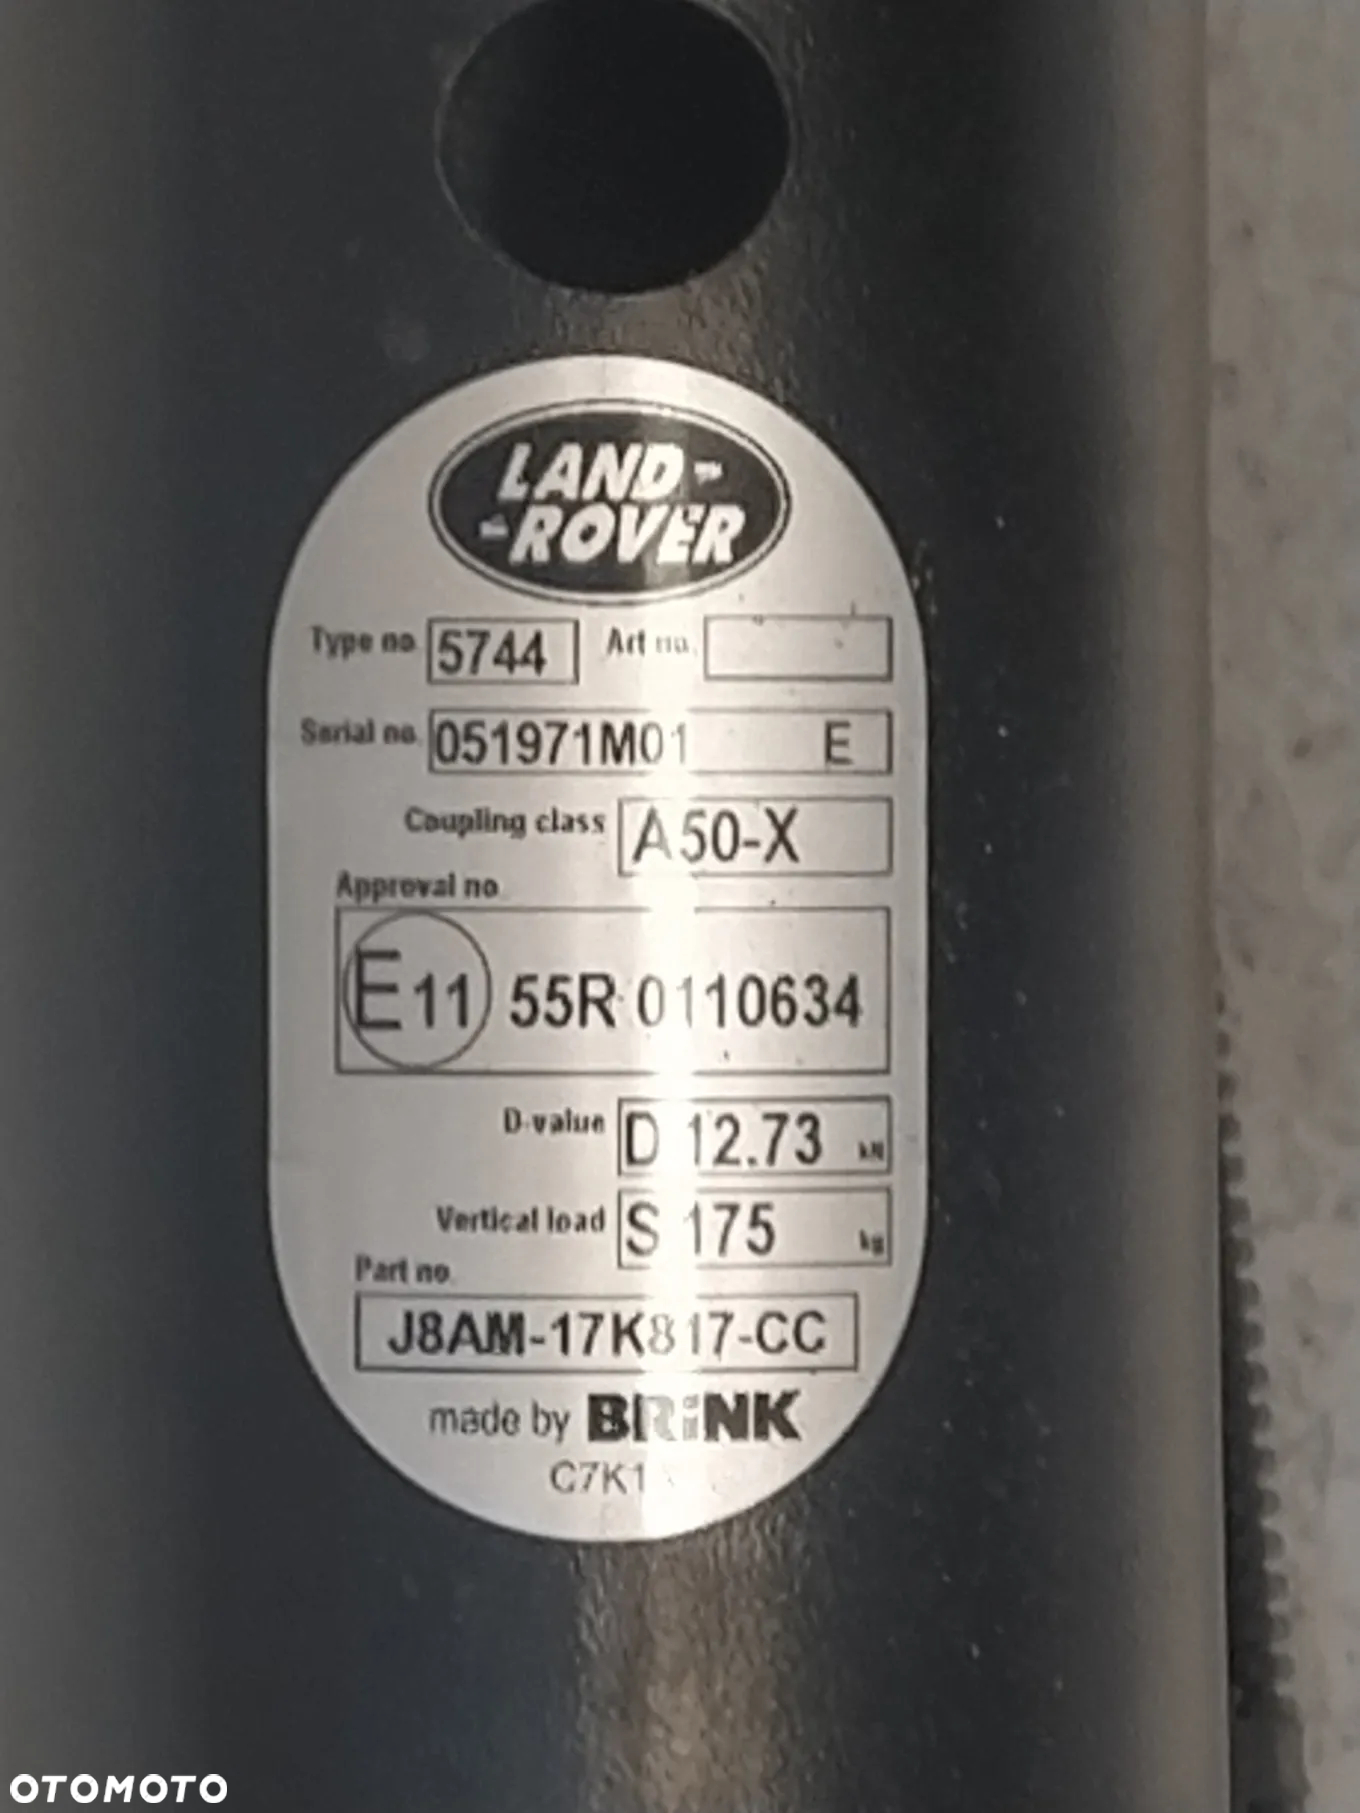 LAND-
-ROVER
Type no. 5744 Art no.
Serial no. 051971M01 E
Coupling class A50-X
Approval no.
E11 55R 0110634
D-value D 12.73 kN
Vertical load S 175 kg
Part no.
J8AM-17K817-CC
made by BRiNK
C7K1
OTOMOTO